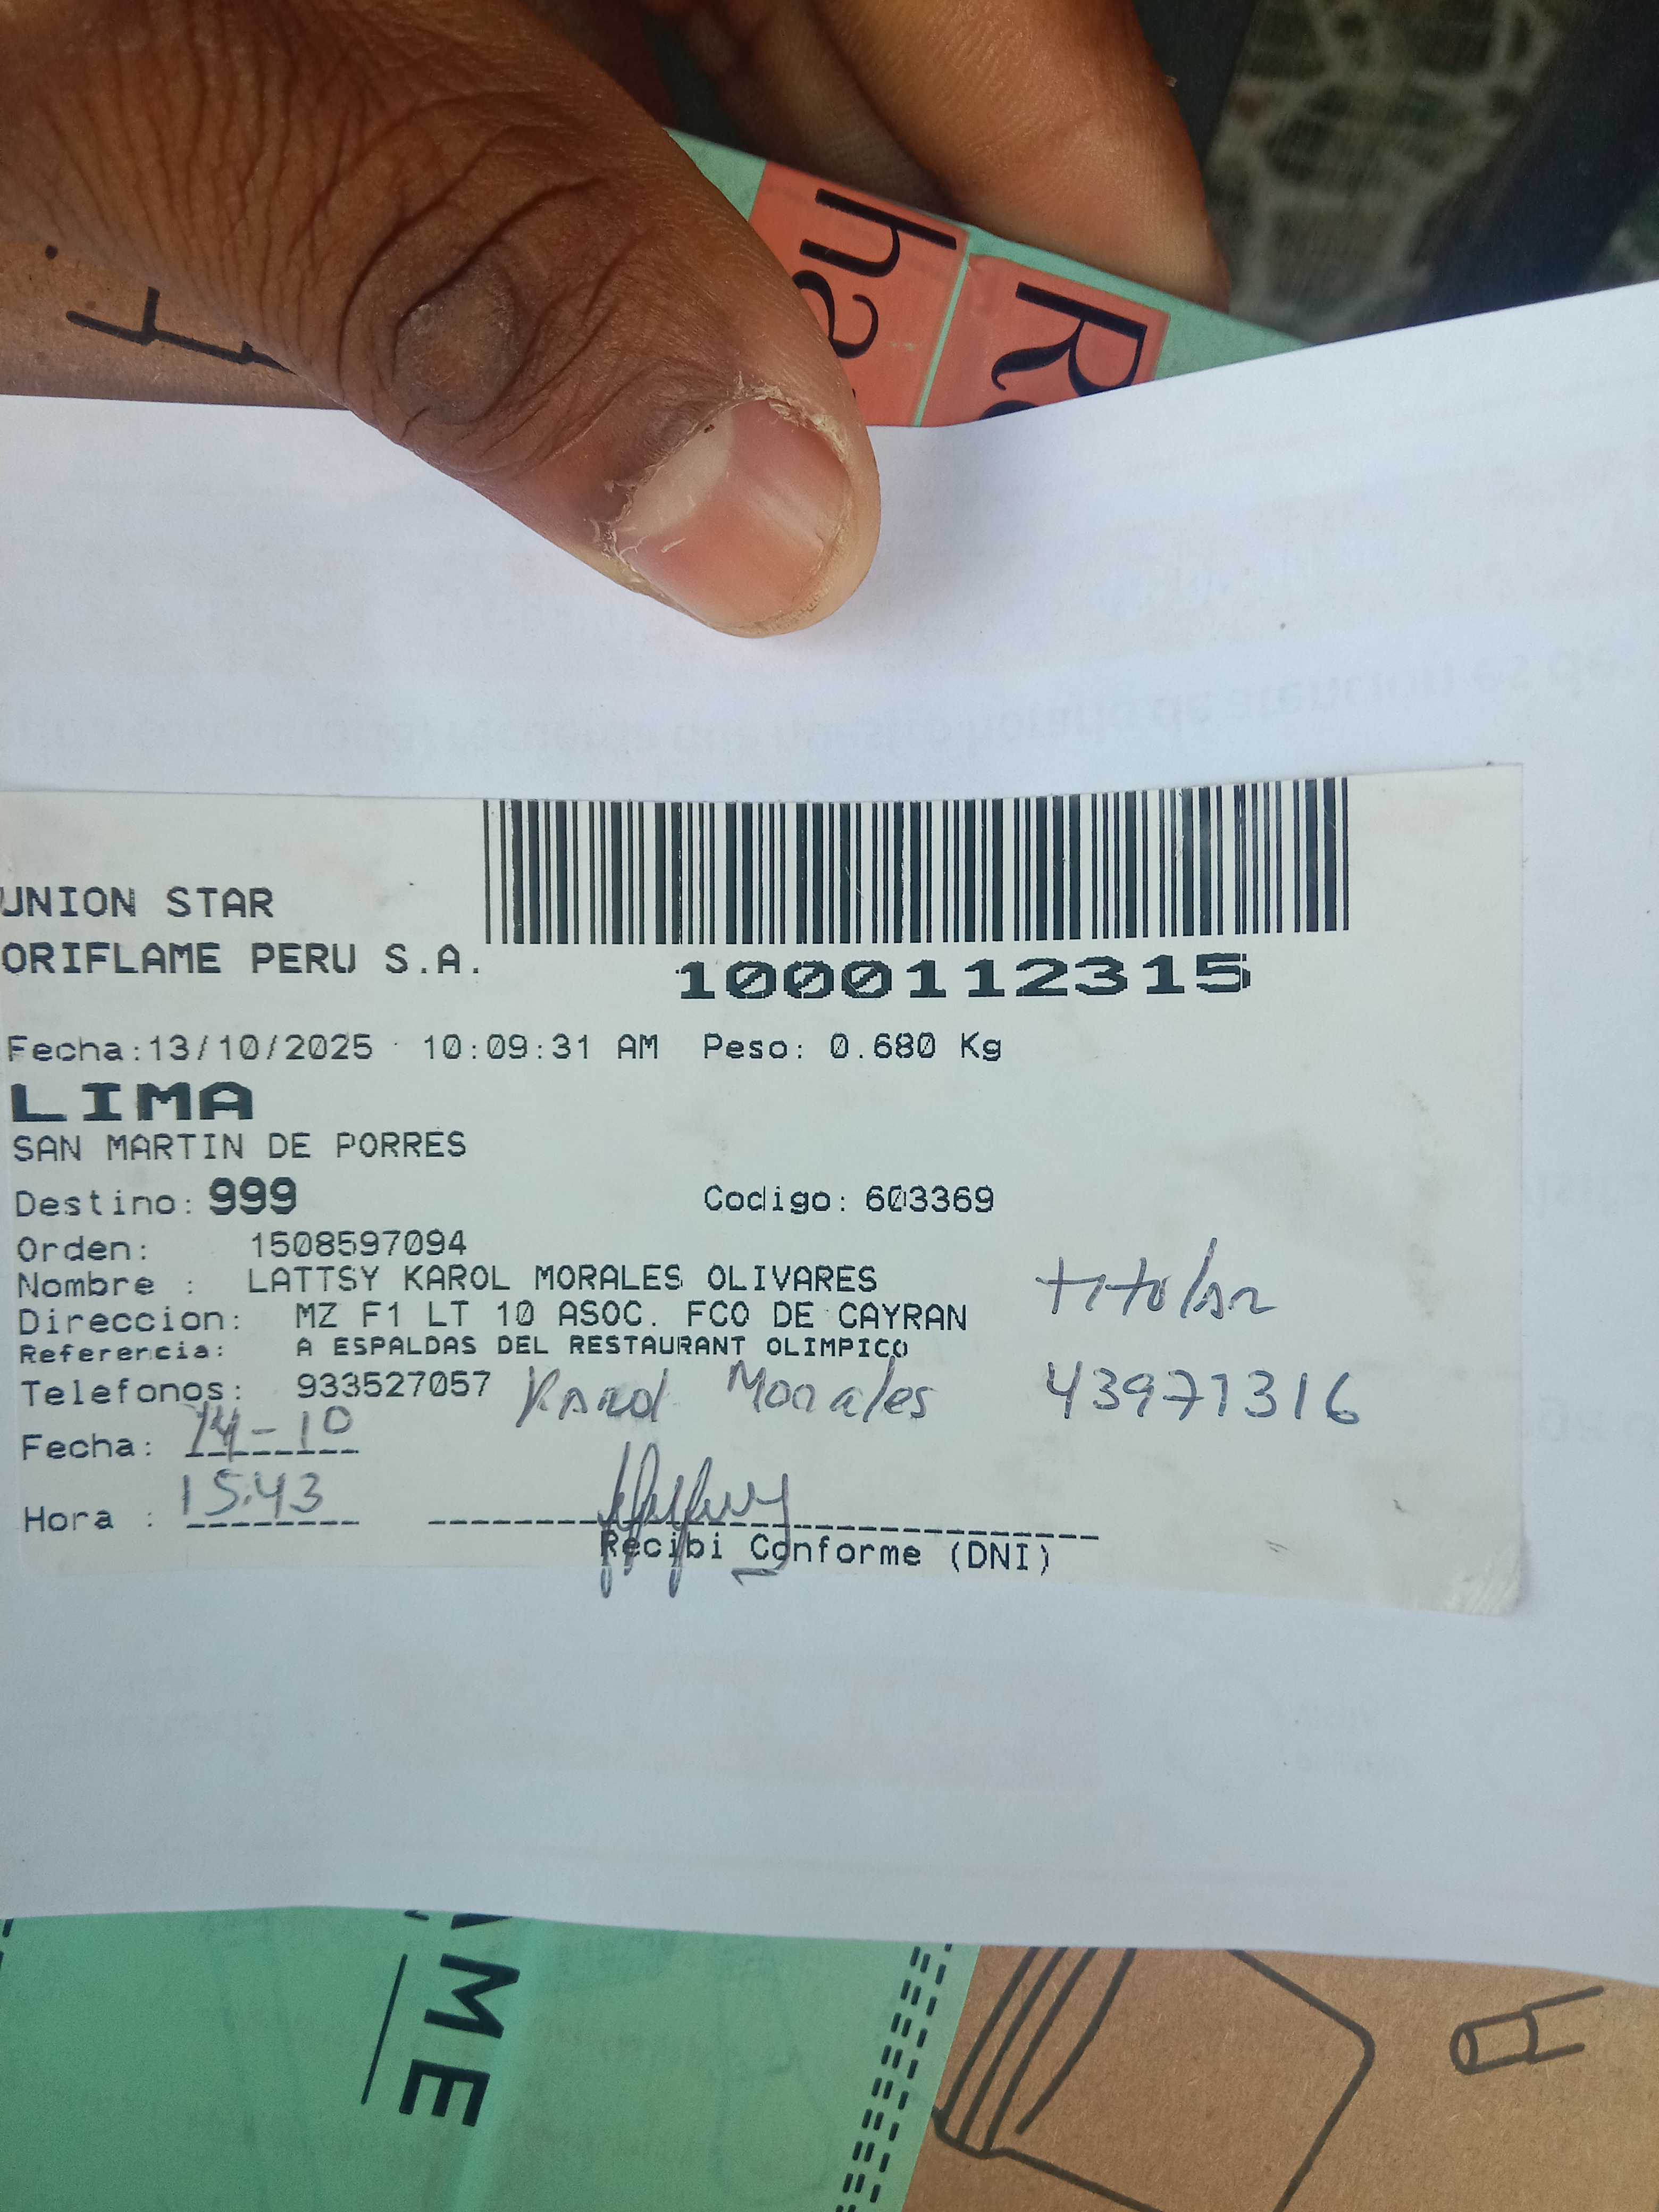 ha
R
UNION STAR
ORIFLAME PERU S.A.
1000112315
Fecha:13/10/2025 10:09:31 AM Peso: 0.680 Kg
LIMA
SAN MARTIN DE PORRES
Destino: 999 Codigo: 603369
Orden: 1508597094
Nombre : LATTSY KAROL MORALES OLIVARES titular
Direccion: MZ F1 LT 10 ASOC. FCO DE CAYRAN
Referencia: A ESPALDAS DEL RESTAURANT OLIMPICO
Telefonos: 933527057 Karol Morales 43971316
Fecha: 14-10
Hora : 15:43
Recibi Conforme (DNI)
AME